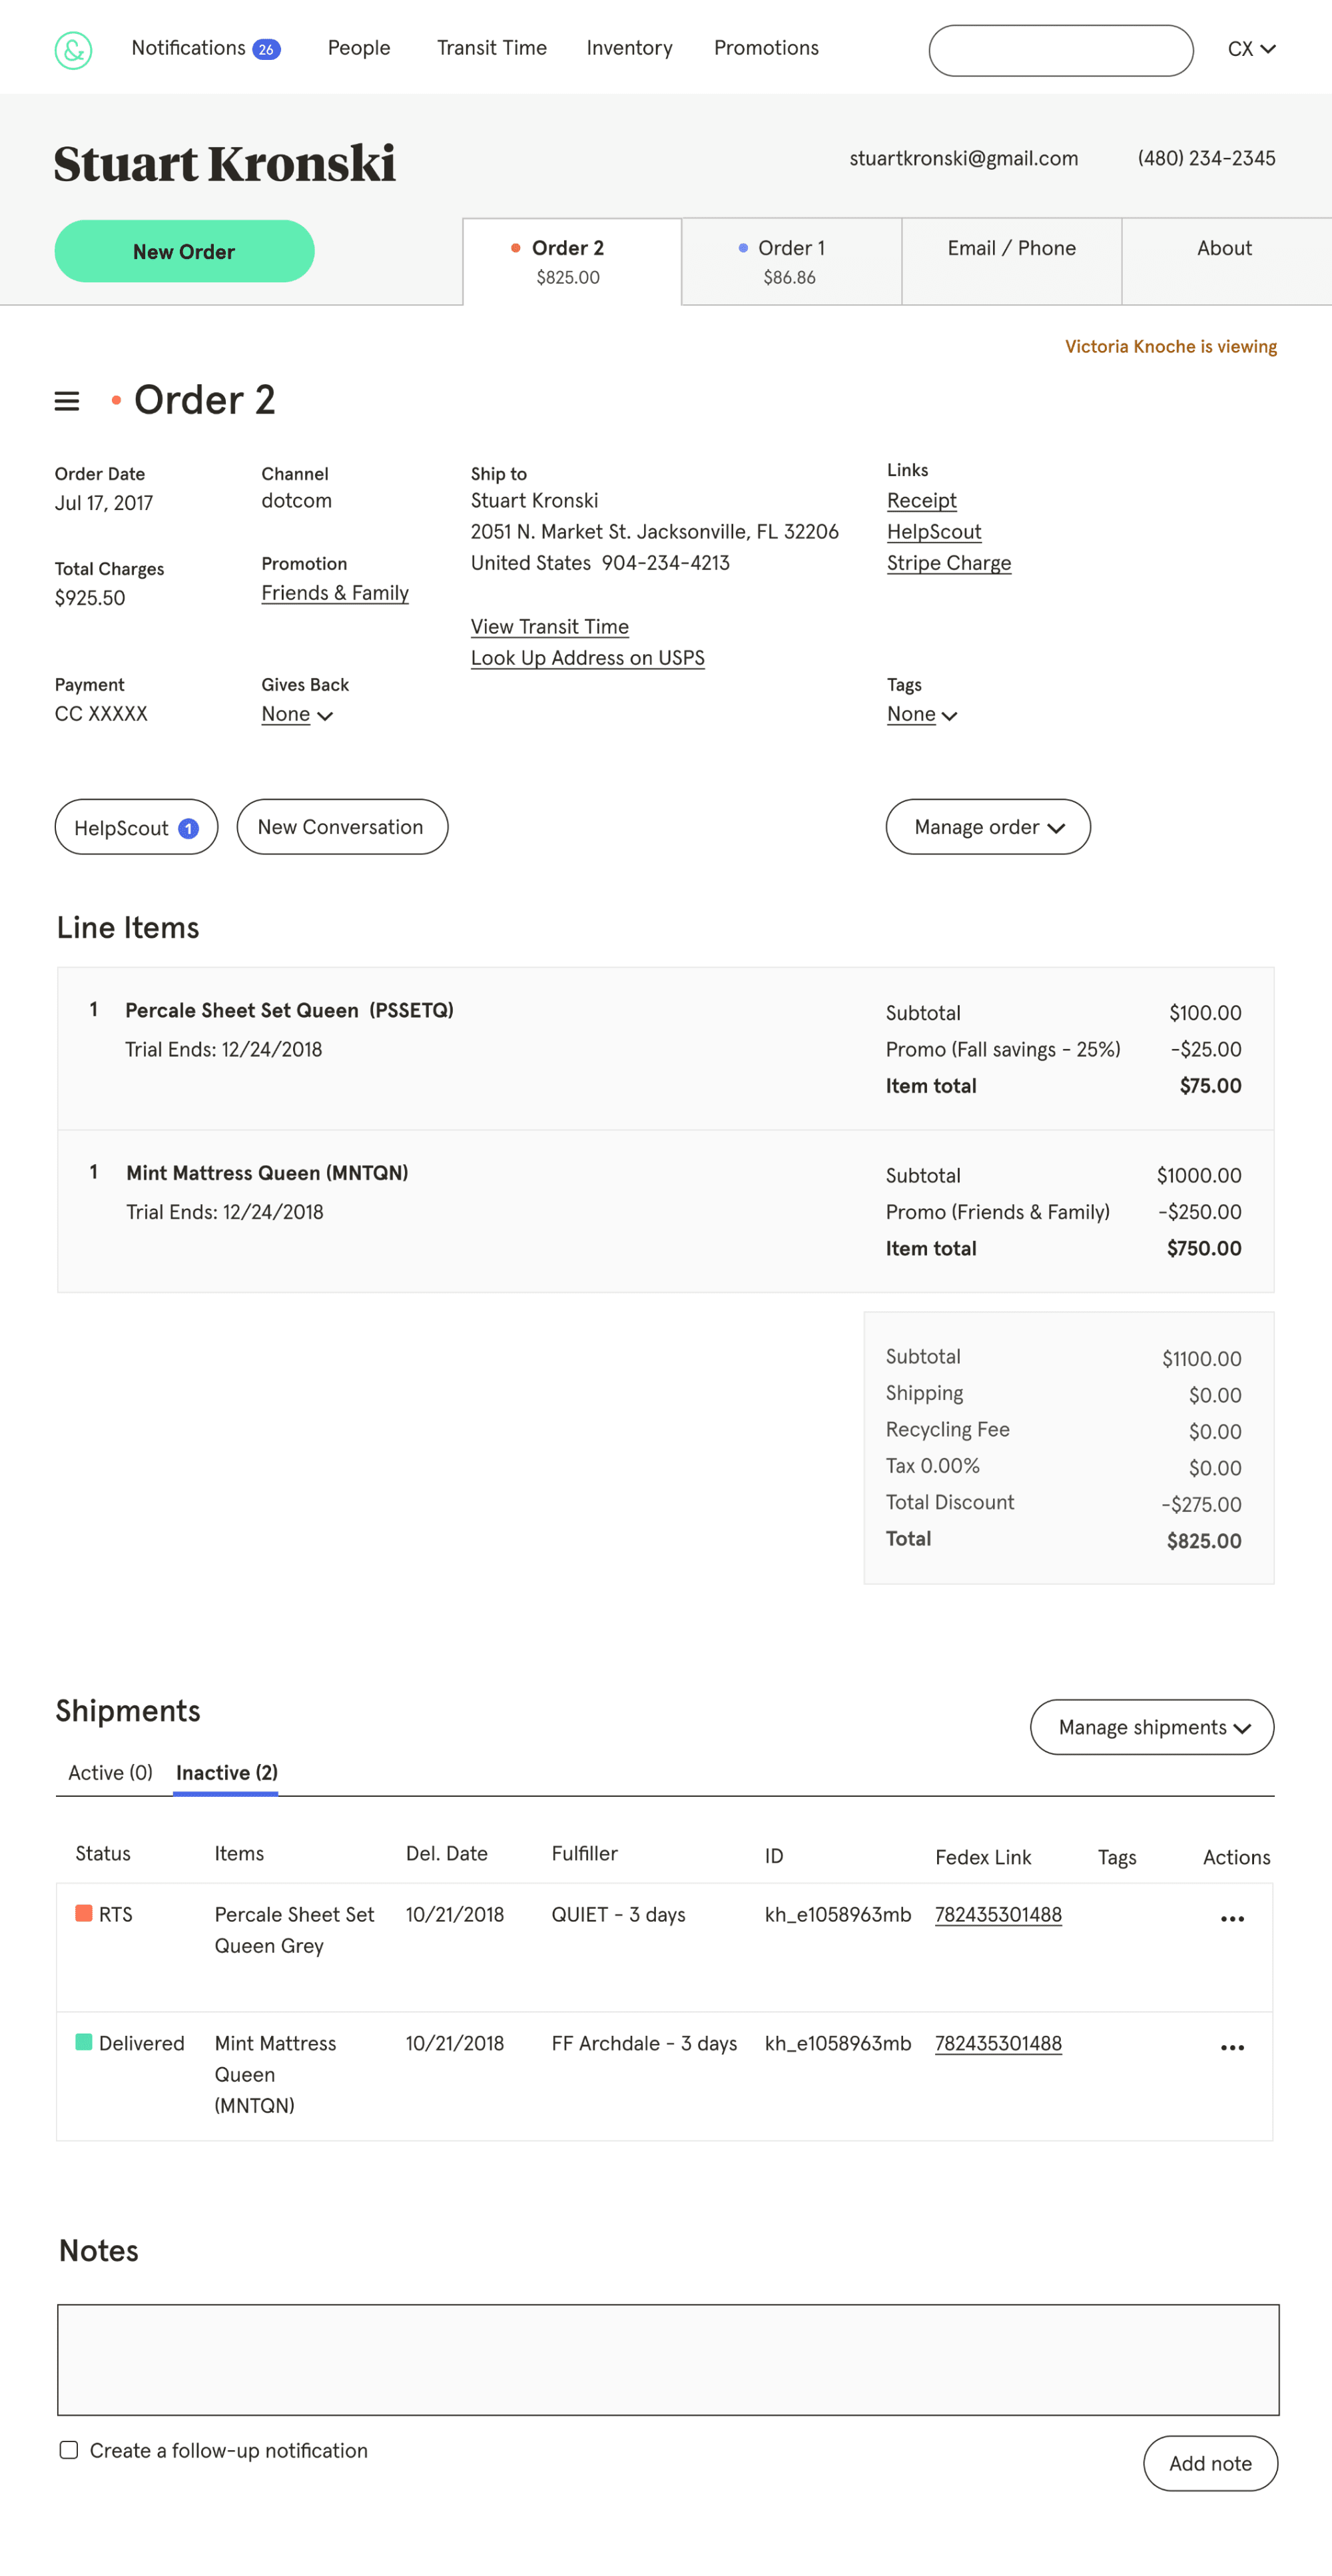 &
Notifications 26 People Transit Time Inventory Promotions CX
Stuart Kronski
stuartkronski@gmail.com (480) 234-2345
New Order
Order 2
$825.00
Order 1
$86.86
Email / Phone
About
Victoria Knoche is viewing
Order 2
Order Date
Jul 17, 2017
Channel
dotcom
Ship to
Stuart Kronski
2051 N. Market St. Jacksonville, FL 32206
United States 904-234-4213
Links
Receipt
HelpScout
Stripe Charge
Total Charges
$925.50
Promotion
Friends & Family
View Transit Time
Look Up Address on USPS
Payment
CC XXXXX
Gives Back
None
Tags
None
HelpScout 1
New Conversation
Manage order
Line Items
1 Percale Sheet Set Queen (PSSETQ)
Trial Ends: 12/24/2018
Subtotal $100.00
Promo (Fall savings - 25%) -$25.00
Item total $75.00
1 Mint Mattress Queen (MNTQN)
Trial Ends: 12/24/2018
Subtotal $1000.00
Promo (Friends & Family) -$250.00
Item total $750.00
Subtotal $1100.00
Shipping $0.00
Recycling Fee $0.00
Tax 0.00% $0.00
Total Discount -$275.00
Total $825.00
Shipments
Manage shipments
Active (0) Inactive (2)
Status Items Del. Date Fulfiller ID Fedex Link Tags Actions
RTS Percale Sheet Set 10/21/2018 QUIET - 3 days kh_e1058963mb 782435301488
Queen Grey
Delivered Mint Mattress 10/21/2018 FF Archdale - 3 days kh_e1058963mb 782435301488
Queen
(MNTQN)
Notes
Create a follow-up notification
Add note